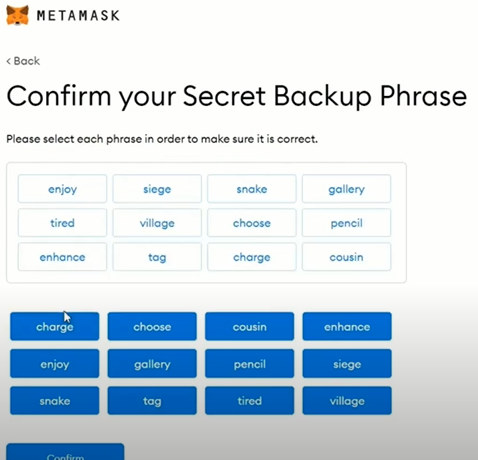 METAMASK
< Back
Confirm your Secret Backup Phrase
Please select each phrase in order to make sure it is correct.
enjoy siege snake gallery
tired village choose pencil
enhance tag charge cousin
charge choose cousin enhance
enjoy gallery pencil siege
snake tag tired village
Confirm